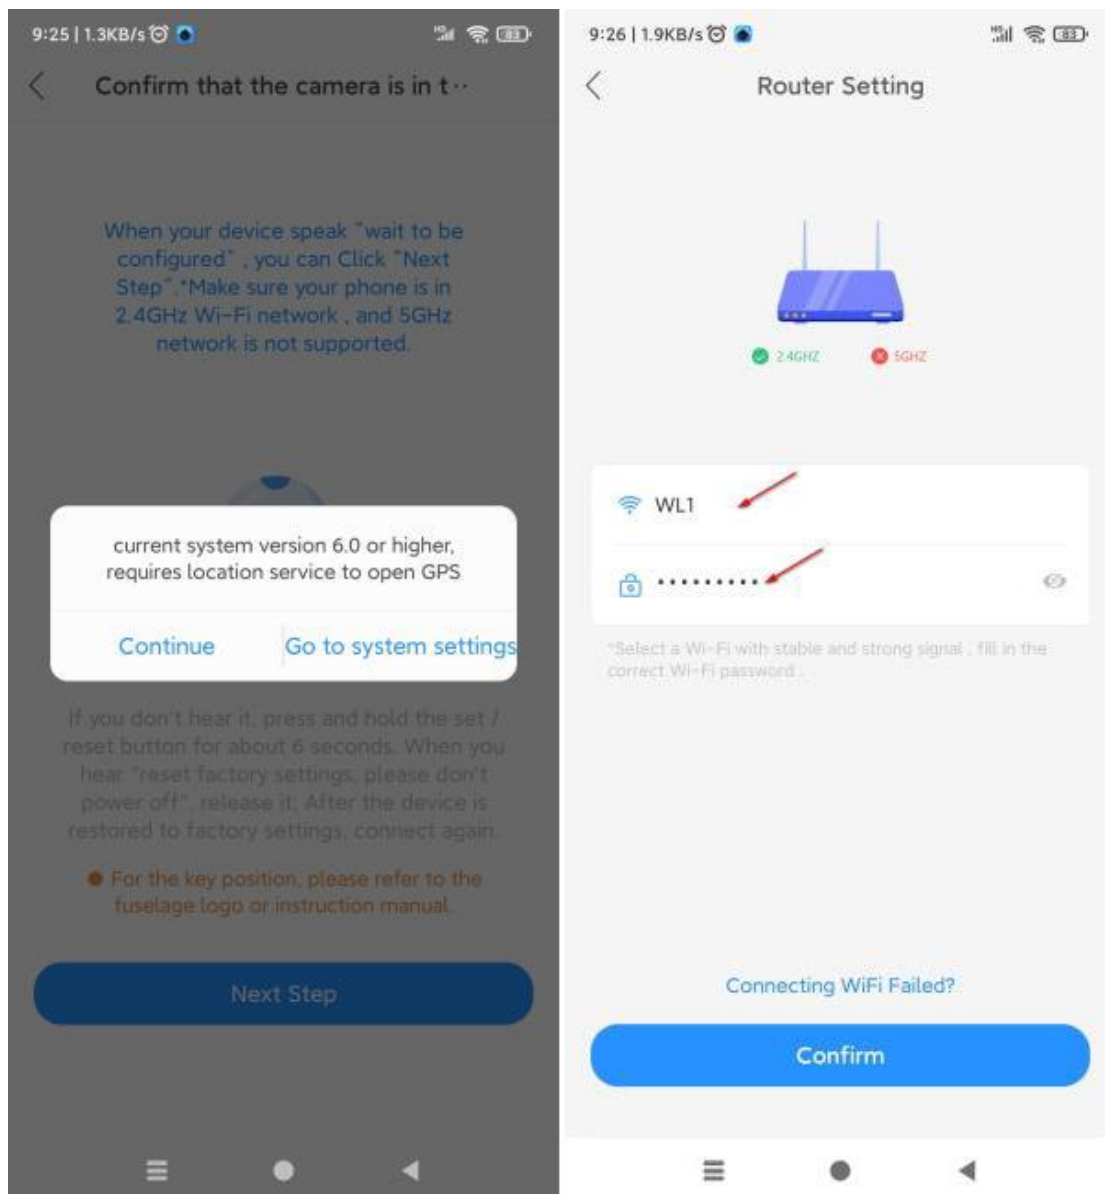 9:25 | 1.3KB/s
83
Confirm that the camera is in t··
When your device speak "wait to be
configured" , you can Click "Next
Step".*Make sure your phone is in
2.4GHz Wi-Fi network , and 5GHz
network is not supported.
current system version 6.0 or higher,
requires location service to open GPS
Continue
Go to system settings
If you don't hear it, press and hold the set /
reset button for about 6 seconds. When you
hear "reset factory settings, please don't
power off", release it; After the device is
restored to factory settings, connect again.
For the key position, please refer to the
fuselage logo or instruction manual.
Next Step
9:26 | 1.9KB/s
83
Router Setting
2.4GHZ
5GHZ
WL1
•••••••••
*Select a Wi-Fi with stable and strong signal , fill in the
correct Wi-Fi password .
Connecting WiFi Failed?
Confirm